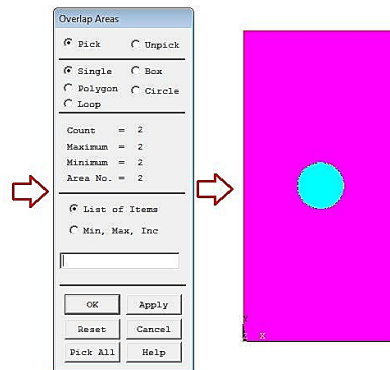 Overlap Areas
Pick Unpick
Single Box
Polygon Circle
Loop
Count = 2
Maximum = 2
Minimum = 2
Area No. = 2
List of Items
Min, Max, Inc
OK Apply
Reset Cancel
Pick All Help
Y
Z X